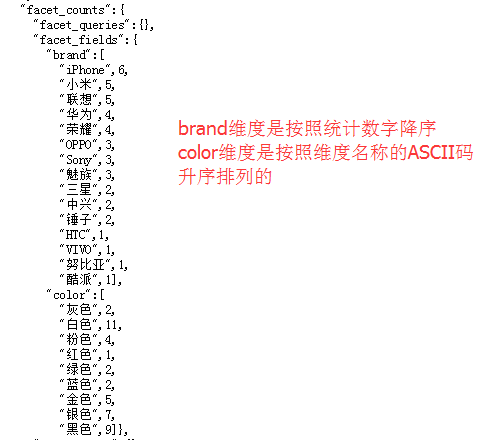 "facet_counts":{
"facet_queries":{},
"facet_fields":{
"brand":[
"iPhone",6,
"小米",5,
"联想",5,
"华为",4,
"荣耀",4,
"OPPO",3,
"Sony",3,
"魅族",3,
"三星",2,
"中兴",2,
"锤子",2,
"HTC",1,
"VIVO",1,
"努比亚",1,
"酷派",1],
"color":[
"灰色",2,
"白色",11,
"粉色",4,
"红色",1,
"绿色",2,
"蓝色",2,
"金色",5,
"银色",7,
"黑色",9]},
brand维度是按照统计数字降序
color维度是按照维度名称的ASCII码
升序排列的